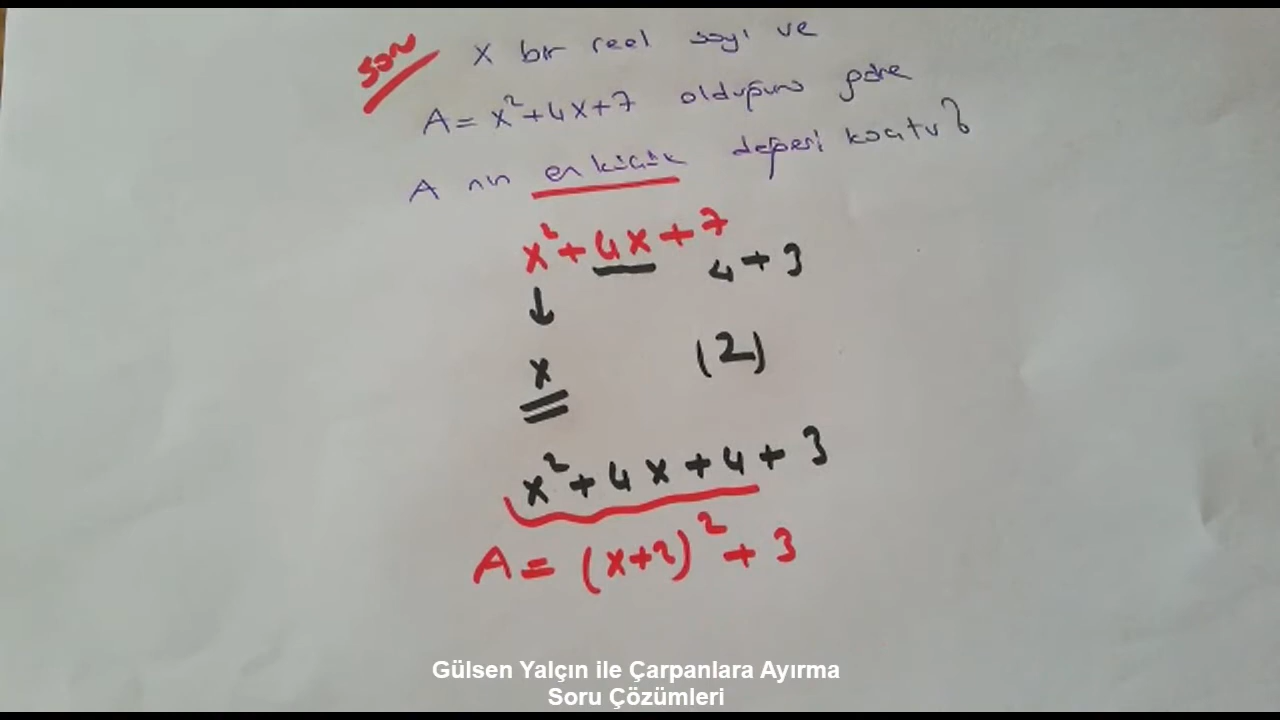 Soru x bir reel sayı ve
A = x² + 4x + 7 olduğuna göre
A nın en küçük değeri kaçtır?
x² + 4x + 7
4 + 3
↓
x (2)
x² + 4x + 4 + 3
A = (x+2)² + 3
Gülsen Yalçın ile Çarpanlara Ayırma
Soru Çözümleri